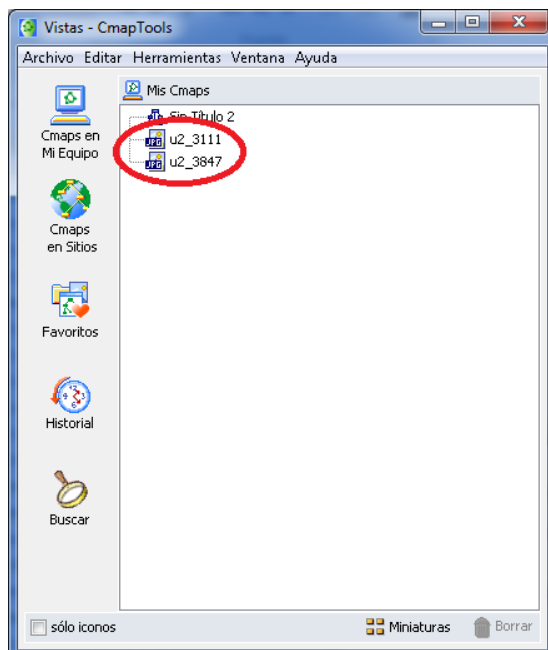 Vistas - CmapTools
Archivo Editar Herramientas Ventana Ayuda
Mis Cmaps
Sin Título 2
u2_3111
u2_3847
Cmaps en
Mi Equipo
Cmaps
en Sitios
Favoritos
Historial
Buscar
sólo iconos
Miniaturas
Borrar